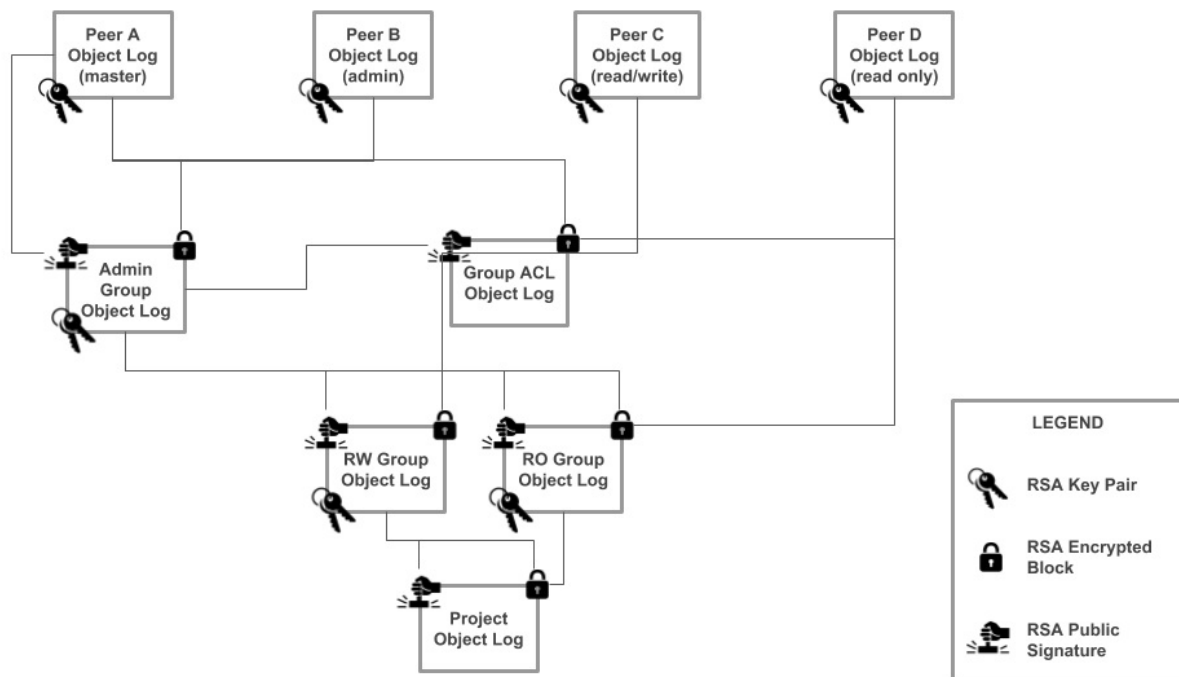 Peer A
Object Log
(master)
Peer B
Object Log
(admin)
Peer C
Object Log
(read/write)
Peer D
Object Log
(read only)
Admin
Group
Object Log
Group ACL
Object Log
RW Group
Object Log
RO Group
Object Log
Project
Object Log
LEGEND
RSA Key Pair
RSA Encrypted
Block
RSA Public
Signature